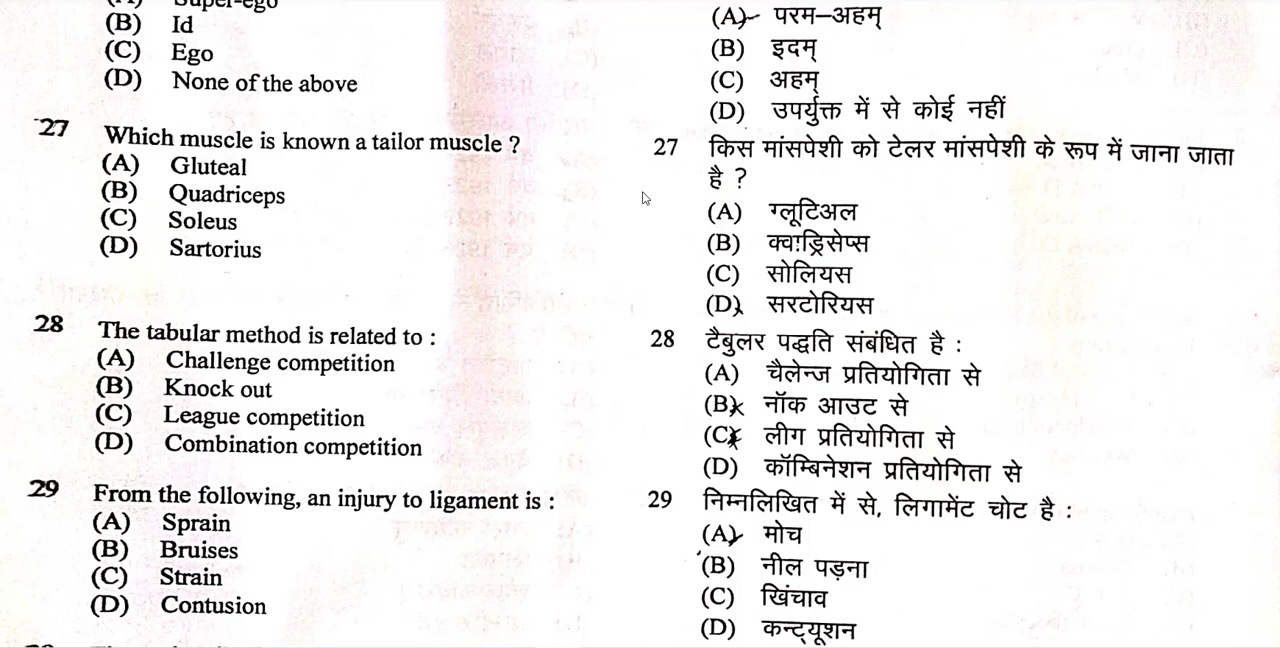 (B) Id
(C) Ego
(D) None of the above
27 Which muscle is known a tailor muscle ?
(A) Gluteal
(B) Quadriceps
(C) Soleus
(D) Sartorius
28 The tabular method is related to :
(A) Challenge competition
(B) Knock out
(C) League competition
(D) Combination competition
29 From the following, an injury to ligament is :
(A) Sprain
(B) Bruises
(C) Strain
(D) Contusion
(A) परम–अहम्
(B) इदम्
(C) अहम्
(D) उपर्युक्त में से कोई नहीं
27 किस मांसपेशी को टेलर मांसपेशी के रूप में जाना जाता
है ?
(A) ग्लूटिअल
(B) क्वाड्रिसेप्स
(C) सोलियस
(D) सरटोरियस
28 टैबुलर पद्धति संबंधित है :
(A) चैलेन्ज प्रतियोगिता से
(B) नॉक आउट से
(C) लीग प्रतियोगिता से
(D) कॉम्बिनेशन प्रतियोगिता से
29 निम्नलिखित में से, लिगामेंट चोट है :
(A) मोच
(B) नील पड़ना
(C) खिंचाव
(D) कन्ट्यूशन